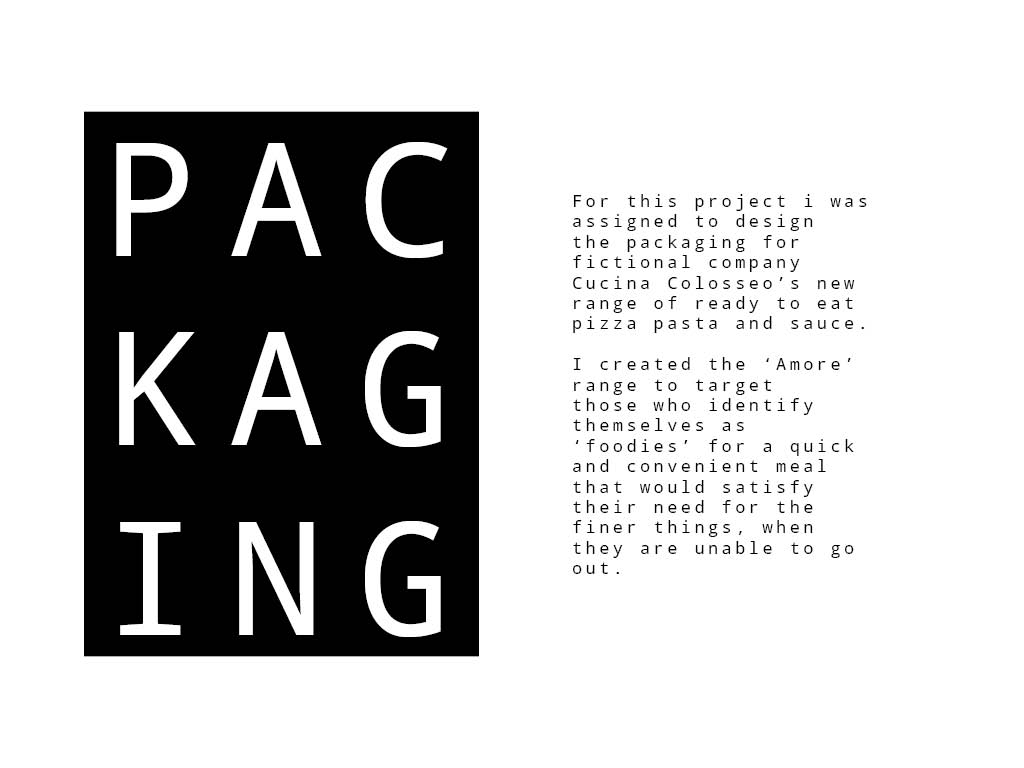 PAC
KAG
ING
For this project i was
assigned to design
the packaging for
fictional company
Cucina Colosseo’s new
range of ready to eat
pizza pasta and sauce.
I created the ‘Amore’
range to target
those who identify
themselves as
‘foodies’ for a quick
and convenient meal
that would satisfy
their need for the
finer things, when
they are unable to go
out.